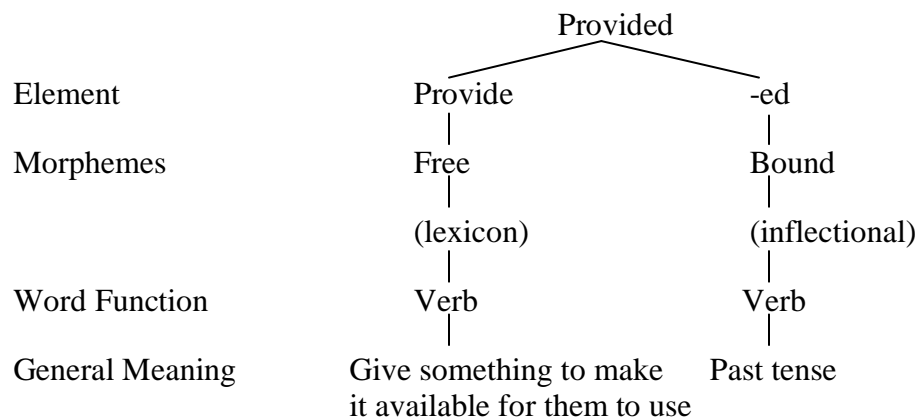 Provided
Element Provide -ed
Morphemes Free Bound
(lexicon) (inflectional)
Word Function Verb Verb
General Meaning Give something to make Past tense
it available for them to use